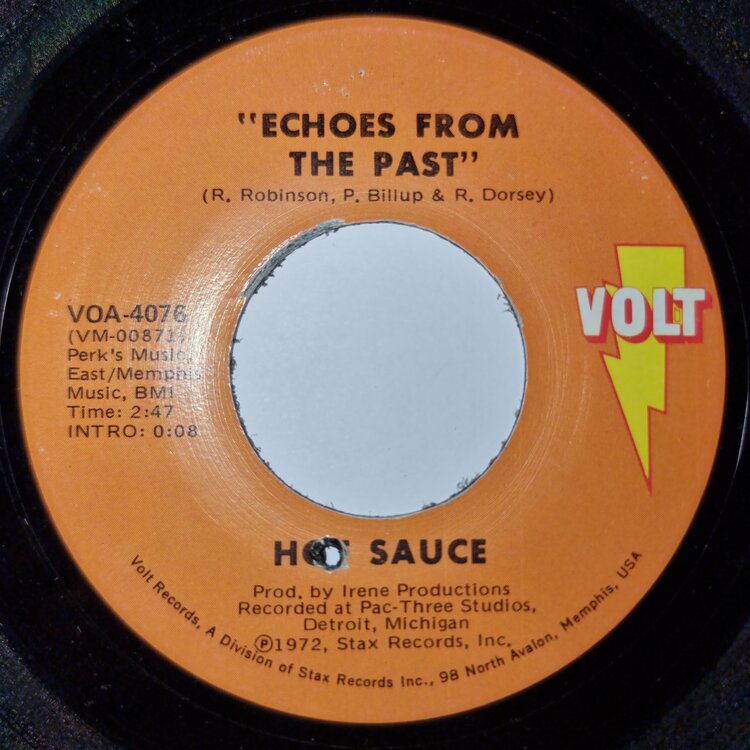 "ECHOES FROM
THE PAST"
(R. Robinson, P. Billup & R. Dorsey)
VOLT
VOA-4076
(VM-00871)
Perk's Music,
East/Memphis
Music, BMI
Time: 2:47
INTRO: 0:08
HOT SAUCE
Prod. by Irene Productions
Recorded at Pac-Three Studios,
Detroit, Michigan
Ⓟ1972, Stax Records, Inc.
Volt Records, A Division of Stax Records Inc., 98 North Avalon, Memphis, USA